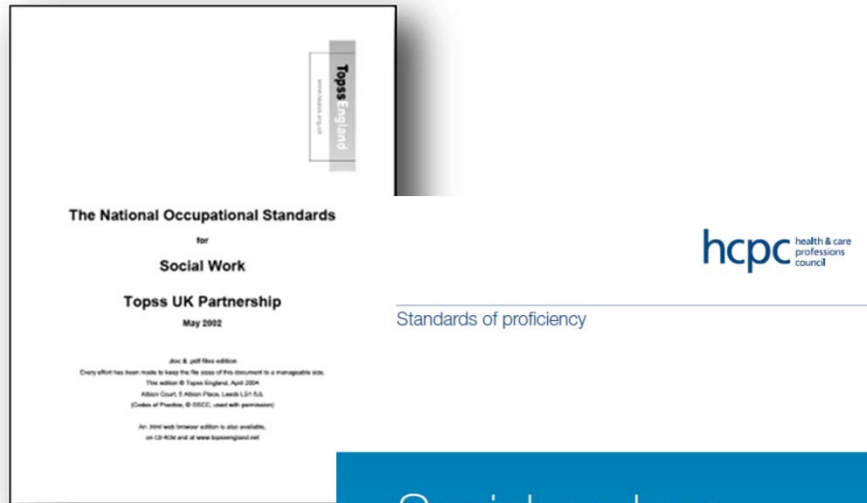 Topss England
www.topss.org.uk
The National Occupational Standards
for
Social Work
Topss UK Partnership
May 2002
.doc & .pdf files edition
Every effort has been made to keep the file sizes of this document to a manageable size.
This edition © Topss England, April 2004
Albion Court, 5 Albion Place, Leeds LS1 6JL
(Codes of Practice, © GSCC, used with permission)
An .html web browser edition is also available,
on CD-ROM and at www.topssengland.net
hcpc health & care
professions
council
Standards of proficiency